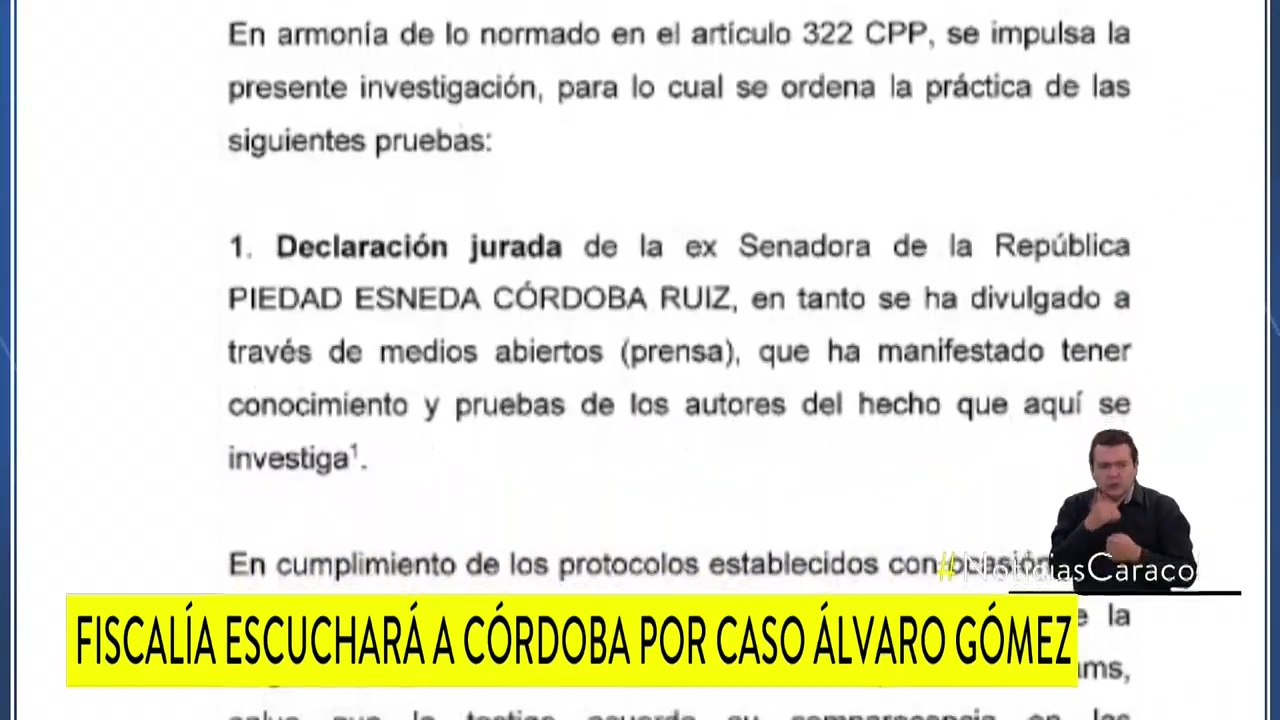 En armonía de lo normado en el artículo 322 CPP, se impulsa la
presente investigación, para lo cual se ordena la práctica de las
siguientes pruebas:
1. Declaración jurada de la ex Senadora de la República
PIEDAD ESNEDA CÓRDOBA RUIZ, en tanto se ha divulgado a
través de medios abiertos (prensa), que ha manifestado tener
conocimiento y pruebas de los autores del hecho que aquí se
investiga¹.
En cumplimiento de los protocolos establecidos con ocasión
#NoticiasCaraco
la
FISCALÍA ESCUCHARÁ A CÓRDOBA POR CASO ÁLVARO GÓMEZ